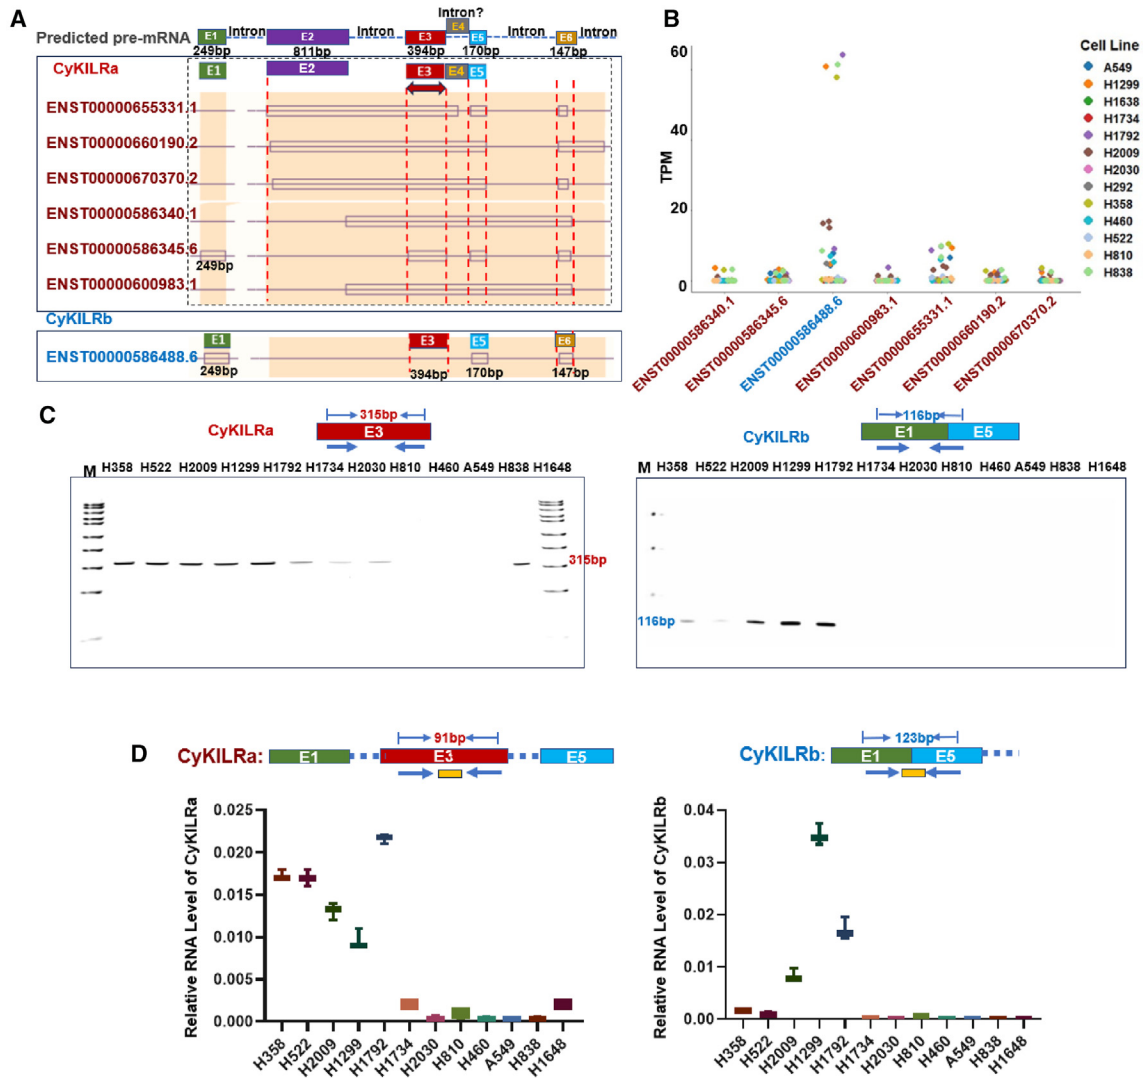 A
Predicted pre-mRNA
E1 Intron E2 Intron E3 Intron? E4 E5 Intron E6 Intron
249bp 811bp 394bp 170bp 147bp
CyKILRa
E1 E2 E3 E4 E5
ENST00000655331.1
ENST00000660190.2
ENST00000670370.2
ENST00000586340.1
ENST00000586345.6
249bp
ENST00000600983.1
CyKILRb
E1 E3 E5 E6
ENST00000586488.6
249bp 394bp 170bp 147bp
B
60
40
20
0
TPM
ENST00000586340.1
ENST00000586345.6
ENST00000586488.6
ENST00000600983.1
ENST00000655331.1
ENST00000660190.2
ENST00000670370.2
Cell Line
A549
H1299
H1638
H1734
H1792
H2009
H2030
H292
H358
H460
H522
H810
H838
C
315bp
CyKILRa E3
M H358 H522 H2009 H1299 H1792 H1734 H2030 H810 H460 A549 H838 H1648
315bp
116bp
CyKILRb E1 E5
M H358 H522 H2009 H1299 H1792 H1734 H2030 H810 H460 A549 H838 H1648
116bp
D
91bp
CyKILRa: E1 E3 E5
Relative RNA Level of CyKILRa
0.025
0.020
0.015
0.010
0.005
0.000
H358 H522 H2009 H1299 H1792 H1734 H2030 H810 H460 A549 H838 H1648
123bp
CyKILRb: E1 E5
Relative RNA Level of CyKILRb
0.04
0.03
0.02
0.01
0.00
H358 H522 H2009 H1299 H1792 H1734 H2030 H810 H460 A549 H838 H1648